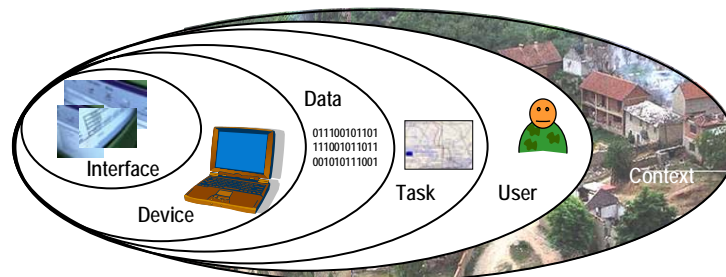 Data
011100101101
111001011011
001010111001
Interface
Device
Task
User
Context